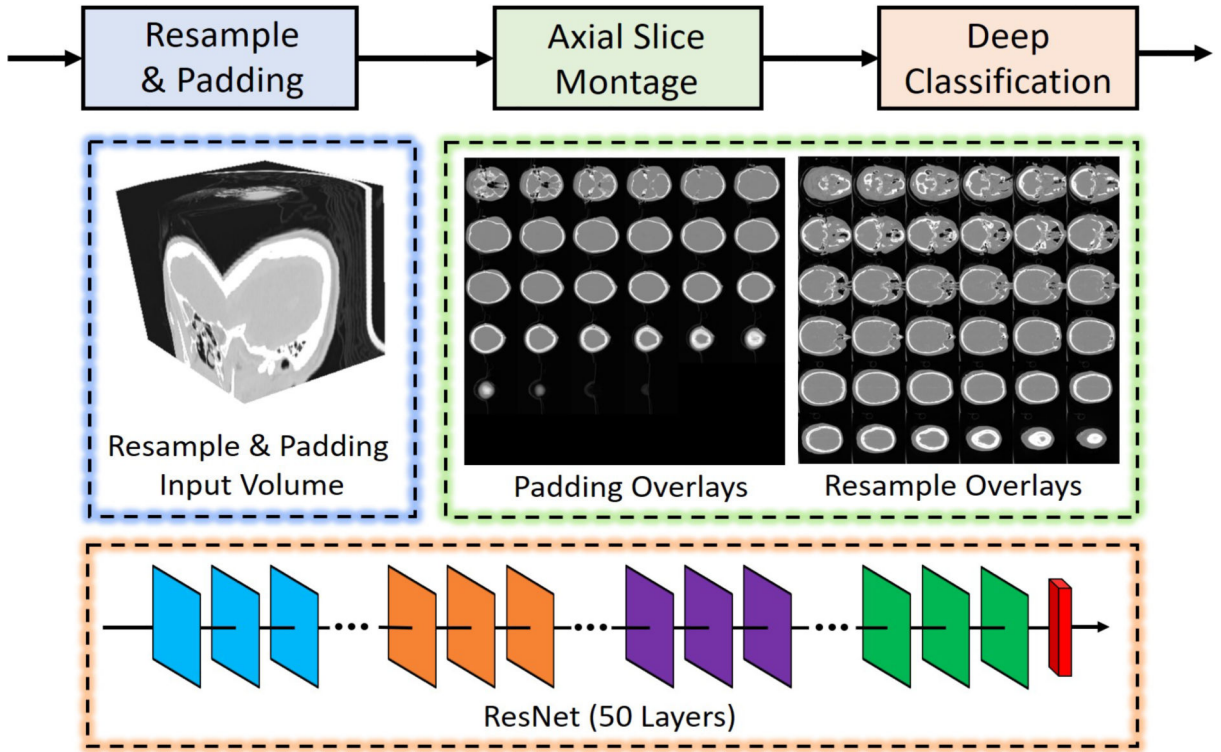 Resample
& Padding
Axial Slice
Montage
Deep
Classification
Resample & Padding
Input Volume
Padding Overlays
Resample Overlays
ResNet (50 Layers)